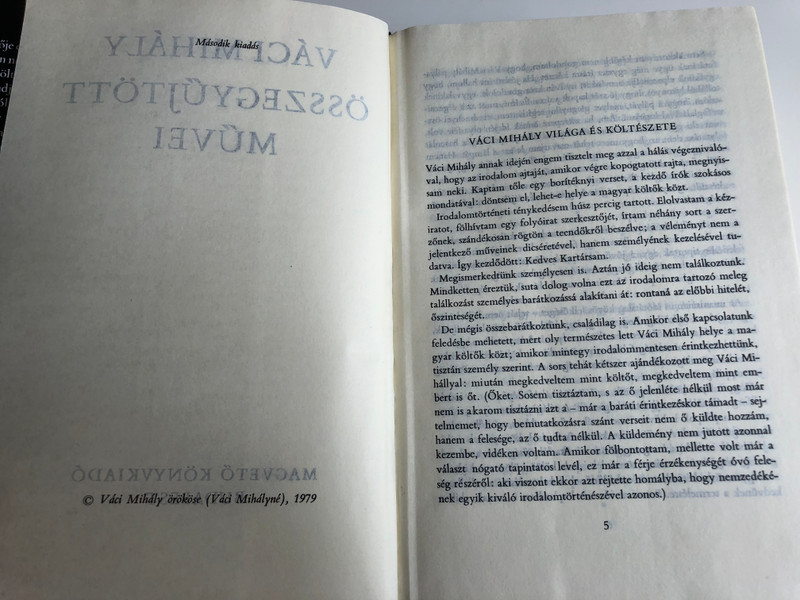 Második kiadás
VÁCI MIHÁLY
ÖSSZEGYŰJTÖTT
MŰVEI
MAGVETŐ KÖNYVKIADÓ
© Váci Mihály örököse (Váci Mihályné), 1979
VÁCI MIHÁLY VILÁGA ÉS KÖLTÉSZETE
Váci Mihály annak idején engem tisztelt meg azzal a hálás végeznivaló-
val, hogy az irodalom ajtaját, amikor végre kopogtatott rajta, megnyis-
sam neki. Kaptam tőle egy borítéknyi verset, a kezdő írók szokásos
mondatával: döntsem el, lehet-e helye a magyar költők közt.
Irodalomtörténeti ténykedésem húsz percig tartott. Elolvastam a kéz-
iratot, fölhívtam egy folyóirat szerkesztőjét, írtam néhány sort a szer-
zőnek, szándékosan rögtön a teendőkről beszélve; a véleményt nem a
jelentkező műveinek dicséretével, hanem személyének kezelésével tu-
datva. Így kezdődött: Kedves Kartársam.
Megismerkedtünk személyesen is. Aztán jó ideig nem találkoztunk.
Mindketten éreztük, suta dolog volna ezt az irodalomra tartozó meleg
találkozást személyes barátkozássá alakítani át: rontaná az előbbi hitelét,
őszinteségét.
De mégis összebarátkoztunk, családilag is. Amikor első kapcsolatunk
feledésbe mehetett, mert oly természetes lett Váci Mihály helye a ma-
gyar költők közt; amikor mintegy irodalommentesen érintkezhettünk,
tisztán személy szerint. A sors tehát kétszer ajándékozott meg Váci Mi-
hállyal: miután megkedveltem mint költőt, megkedveltem mint em-
bert is őt. (Őket. Sosem tisztáztam, s az ő jelenléte nélkül most már
nem is akarom tisztázni azt a – már a baráti érintkezéskor támadt – sej-
telmemet, hogy bemutatkozásra szánt verseit nem ő küldte hozzám,
hanem a felesége, az ő tudta nélkül. A küldemény nem jutott azonnal
kezembe, vidéken voltam. Amikor fölbontottam, mellette volt már a
választ nógató tapintatos levél, ez már a férje érzékenységét óvó fele-
ség részéről: aki viszont ekkor azt rejtette homályba, hogy nemzedéké-
nek egyik kiváló irodalomtörténészével azonos.)
5